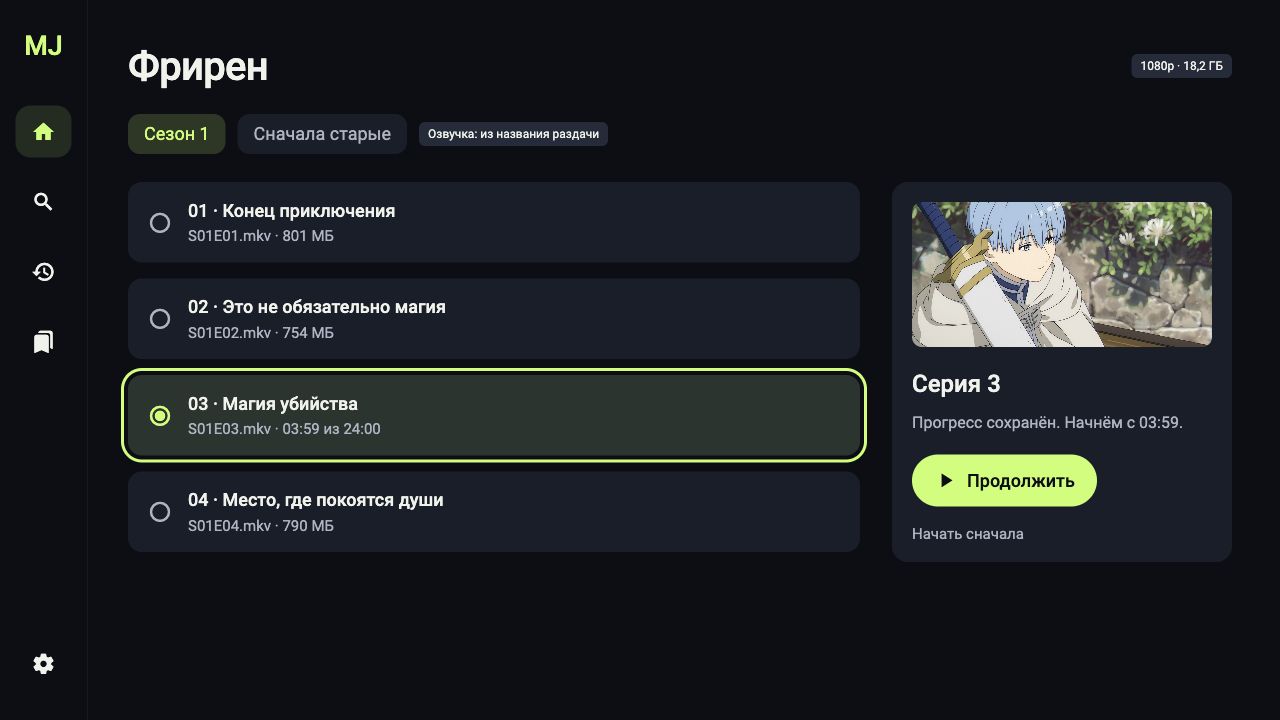 MJ
Фрирен
1080p · 18,2 ГБ
Сезон 1
Сначала старые
Озвучка: из названия раздачи
01 · Конец приключения
S01E01.mkv · 801 МБ
02 · Это не обязательно магия
S01E02.mkv · 754 МБ
03 · Магия убийства
S01E03.mkv · 03:59 из 24:00
04 · Место, где покоятся души
S01E04.mkv · 790 МБ
Серия 3
Прогресс сохранён. Начнём с 03:59.
Продолжить
Начать сначала